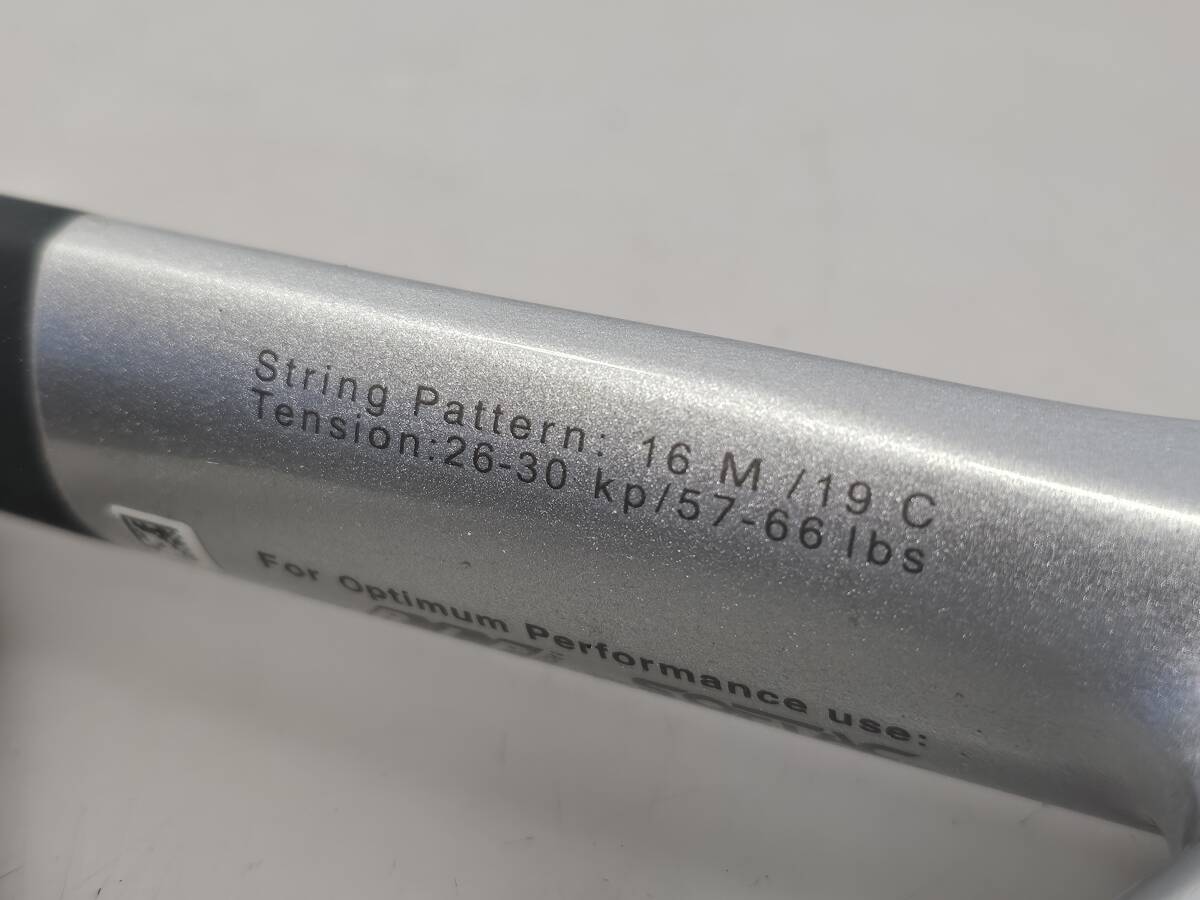 String Pattern: 16 M /19 C
Tension:26-30 kp/57-66 lbs
For Optimum Performance use: